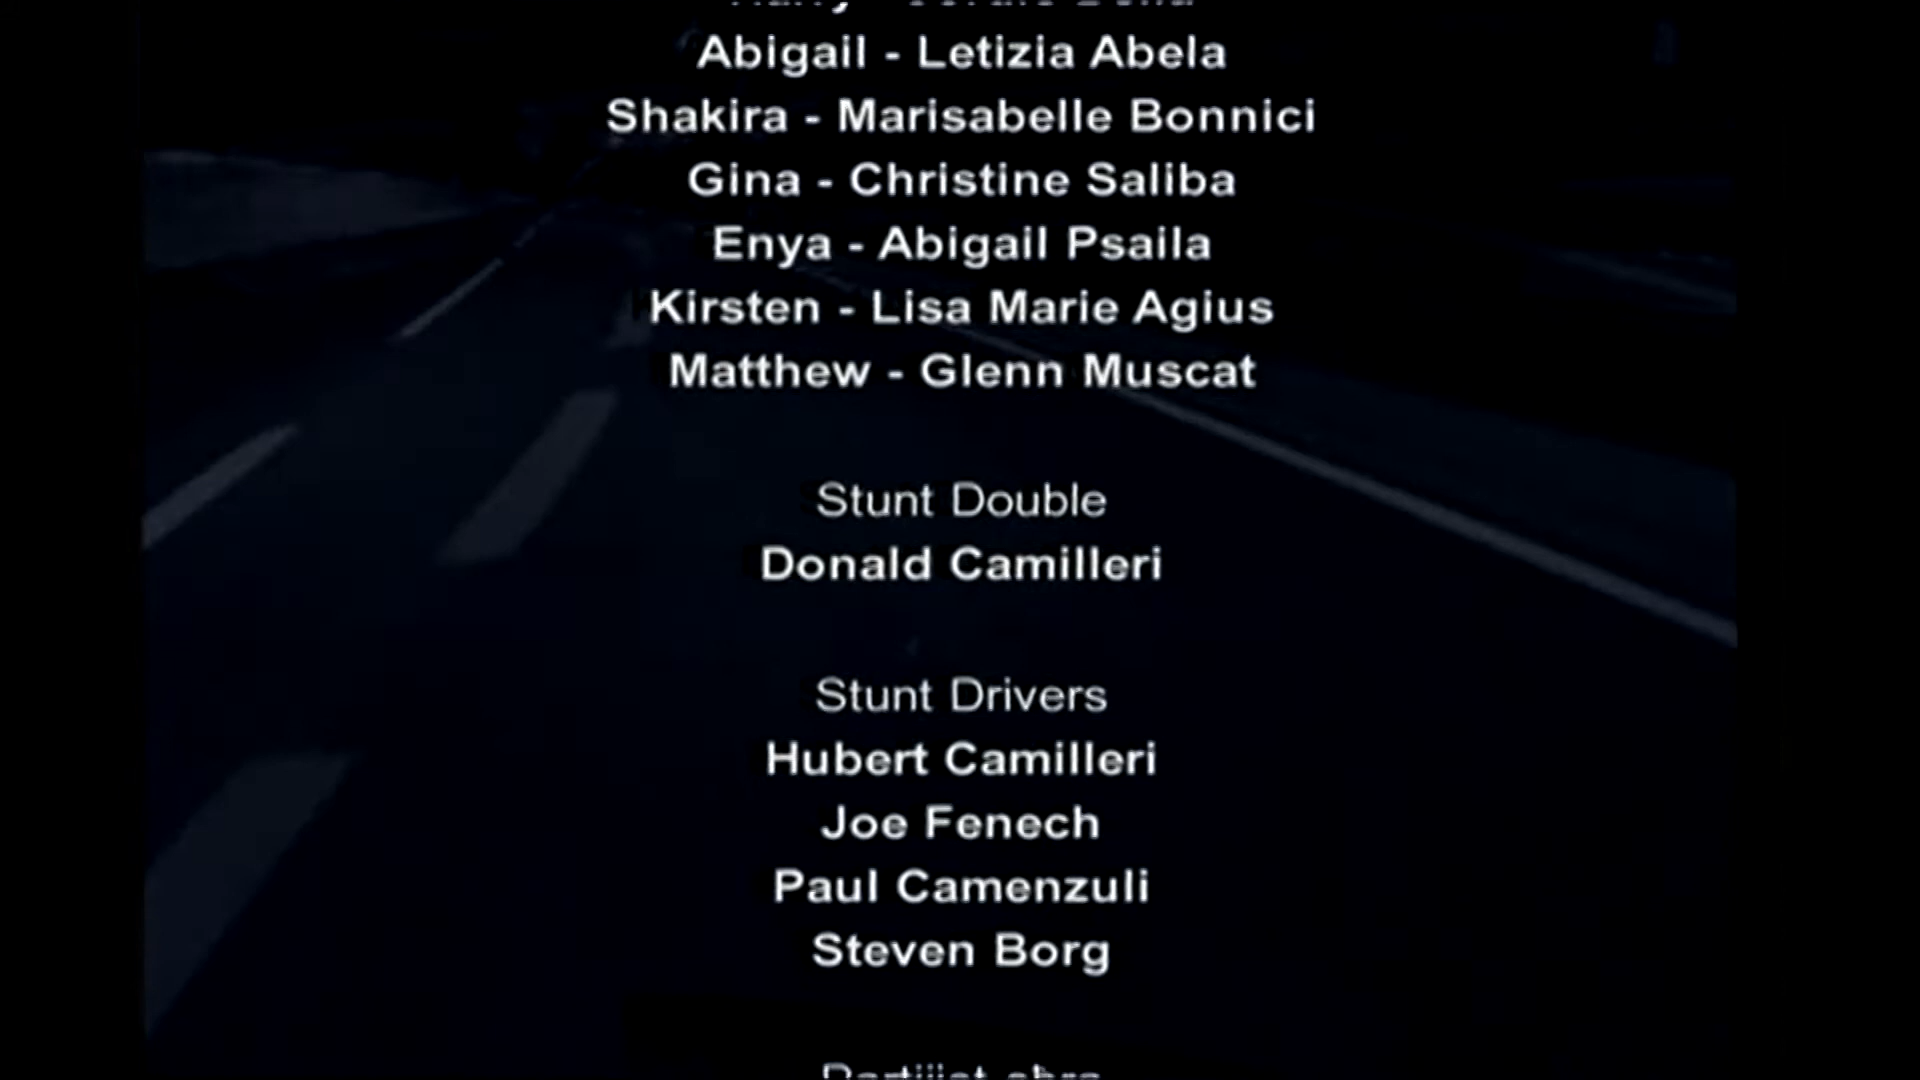 Abigail - Letizia Abela
Shakira - Marisabelle Bonnici
Gina - Christine Saliba
Enya - Abigail Psaila
Kirsten - Lisa Marie Agius
Matthew - Glenn Muscat
Stunt Double
Donald Camilleri
Stunt Drivers
Hubert Camilleri
Joe Fenech
Paul Camenzuli
Steven Borg